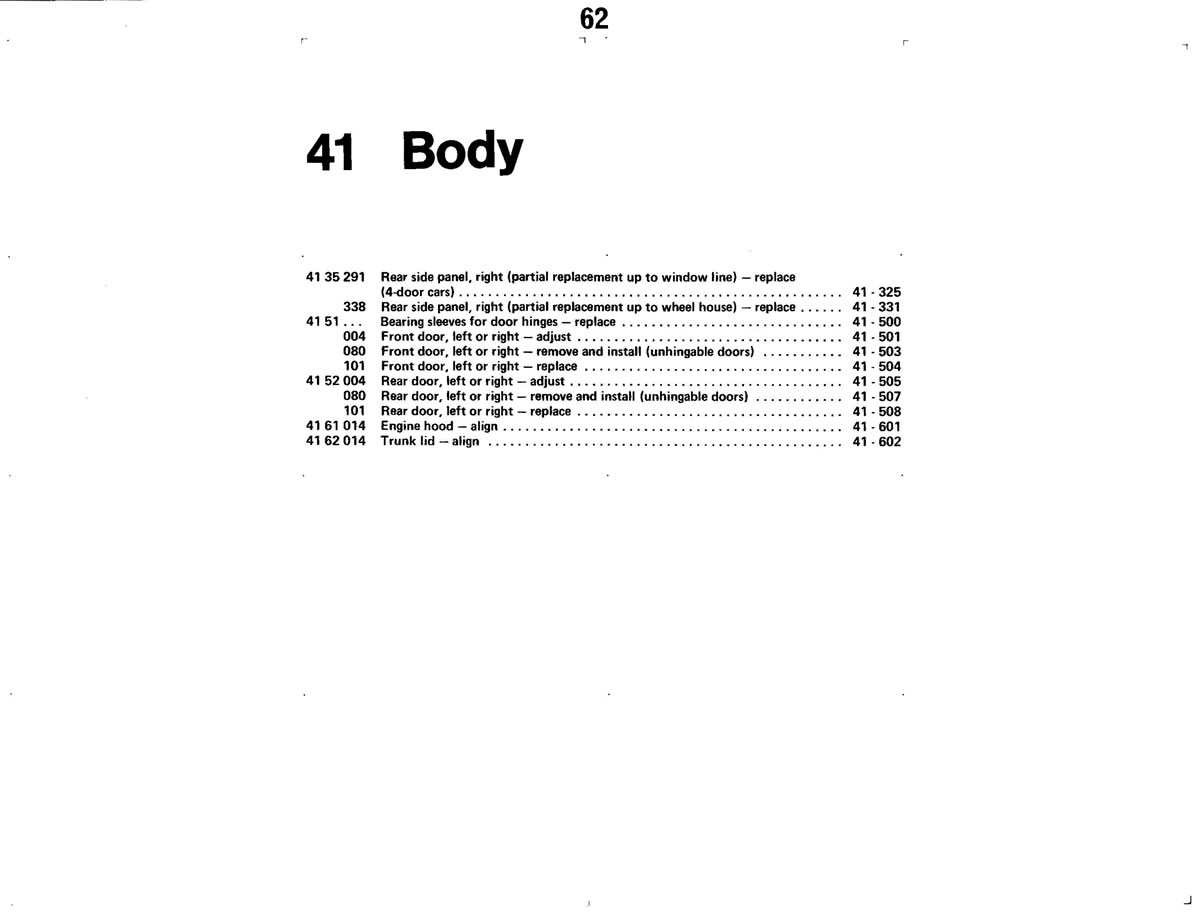 62
41 Body
41 35 291 Rear side panel, right (partial replacement up to window line) — replace
(4-door cars) . . . . . . . . . . . . . . . . . . . . . . . . . . . . . . . . . . . . . . . . . . . . . . . . . . . . 41 - 325
338 Rear side panel, right (partial replacement up to wheel house) — replace . . . . . . 41 - 331
41 51 . . . Bearing sleeves for door hinges — replace . . . . . . . . . . . . . . . . . . . . . . . . . . . . . . 41 - 500
004 Front door, left or right — adjust . . . . . . . . . . . . . . . . . . . . . . . . . . . . . . . . . . . . 41 - 501
080 Front door, left or right — remove and install (unhingable doors) . . . . . . . . . . . 41 - 503
101 Front door, left or right — replace . . . . . . . . . . . . . . . . . . . . . . . . . . . . . . . . . . . 41 - 504
41 52 004 Rear door, left or right — adjust . . . . . . . . . . . . . . . . . . . . . . . . . . . . . . . . . . . . . 41 - 505
080 Rear door, left or right — remove and install (unhingable doors) . . . . . . . . . . . . 41 - 507
101 Rear door, left or right — replace . . . . . . . . . . . . . . . . . . . . . . . . . . . . . . . . . . . . 41 - 508
41 61 014 Engine hood — align . . . . . . . . . . . . . . . . . . . . . . . . . . . . . . . . . . . . . . . . . . . . . . 41 - 601
41 62 014 Trunk lid — align . . . . . . . . . . . . . . . . . . . . . . . . . . . . . . . . . . . . . . . . . . . . . . . . 41 - 602